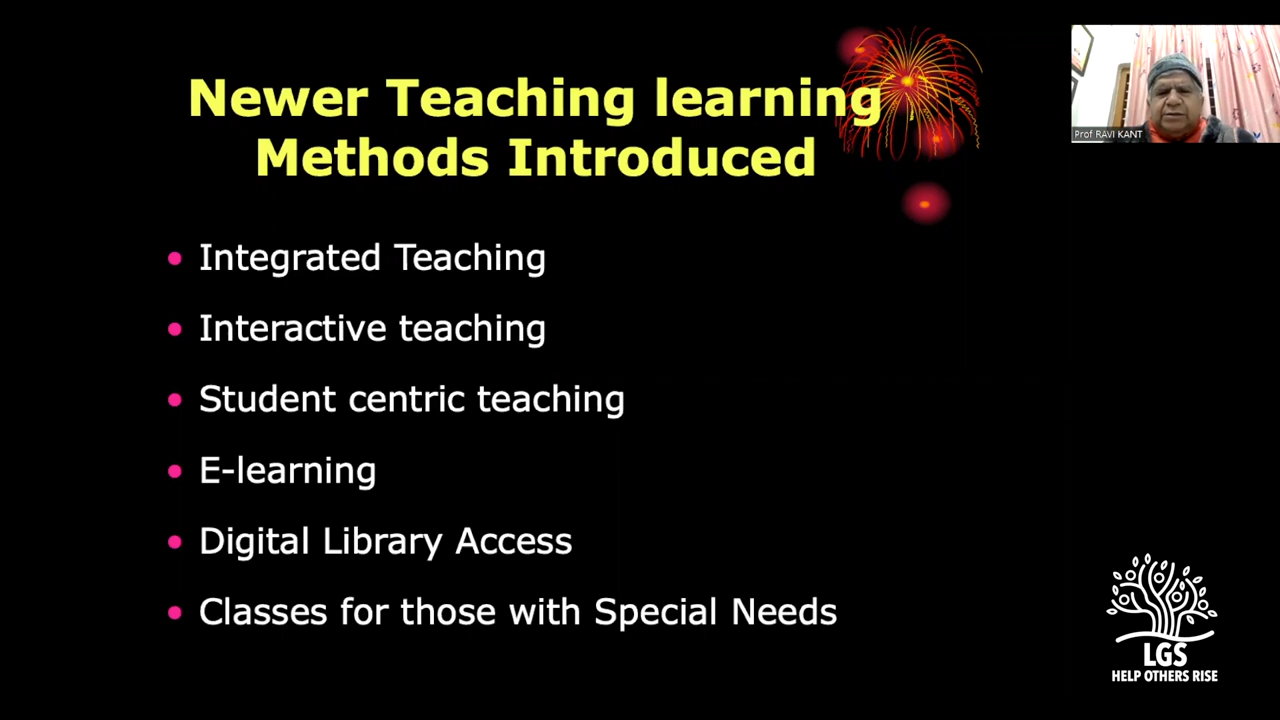 Newer Teaching learning
Methods Introduced
Prof RAVI KANT
• Integrated Teaching
• Interactive teaching
• Student centric teaching
• E-learning
• Digital Library Access
• Classes for those with Special Needs
LGS
HELP OTHERS RISE